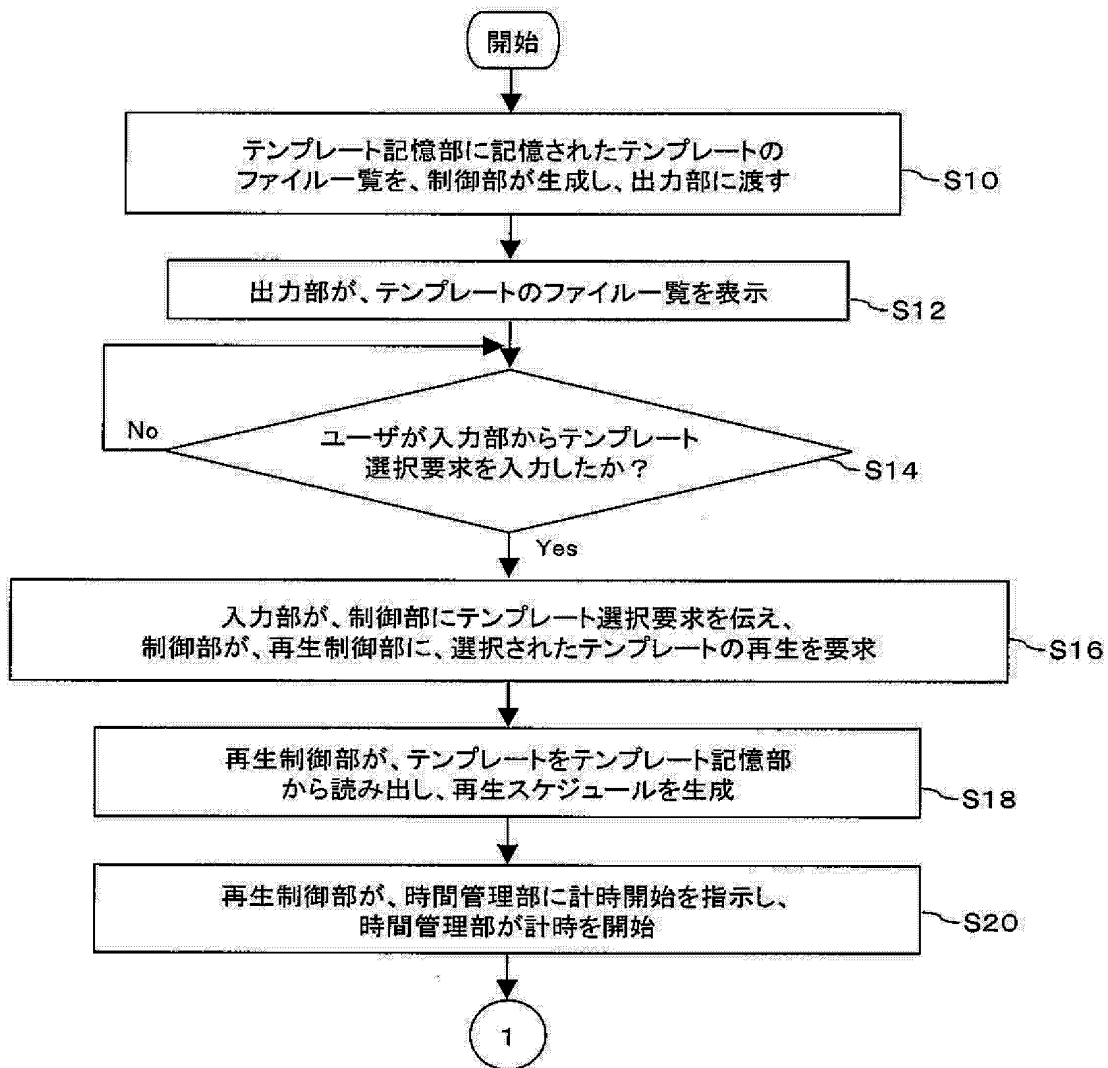 開始
テンプレート記憶部に記憶されたテンプレートの
ファイル一覧を、制御部が生成し、出力部に渡す
S10
出力部が、テンプレートのファイル一覧を表示
S12
No
ユーザが入力部からテンプレート
選択要求を入力したか？
S14
Yes
入力部が、制御部にテンプレート選択要求を伝え、
制御部が、再生制御部に、選択されたテンプレートの再生を要求
S16
再生制御部が、テンプレートをテンプレート記憶部
から読み出し、再生スケジュールを生成
S18
再生制御部が、時間管理部に計時開始を指示し、
時間管理部が計時を開始
S20
1